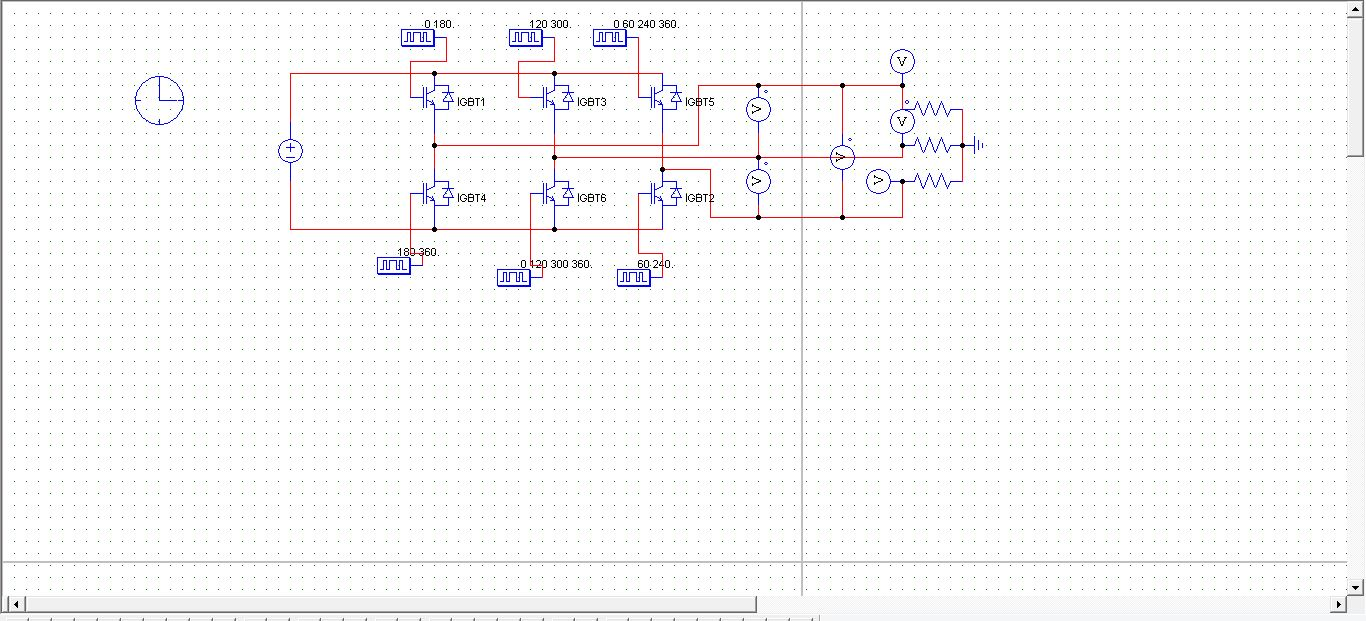 0 180.
120 300.
0 60 240 360.
V
IGBT1
IGBT3
IGBT5
V
V
V
V
V
V
IGBT4
IGBT6
IGBT2
180 360.
0 120 300 360.
60 240.